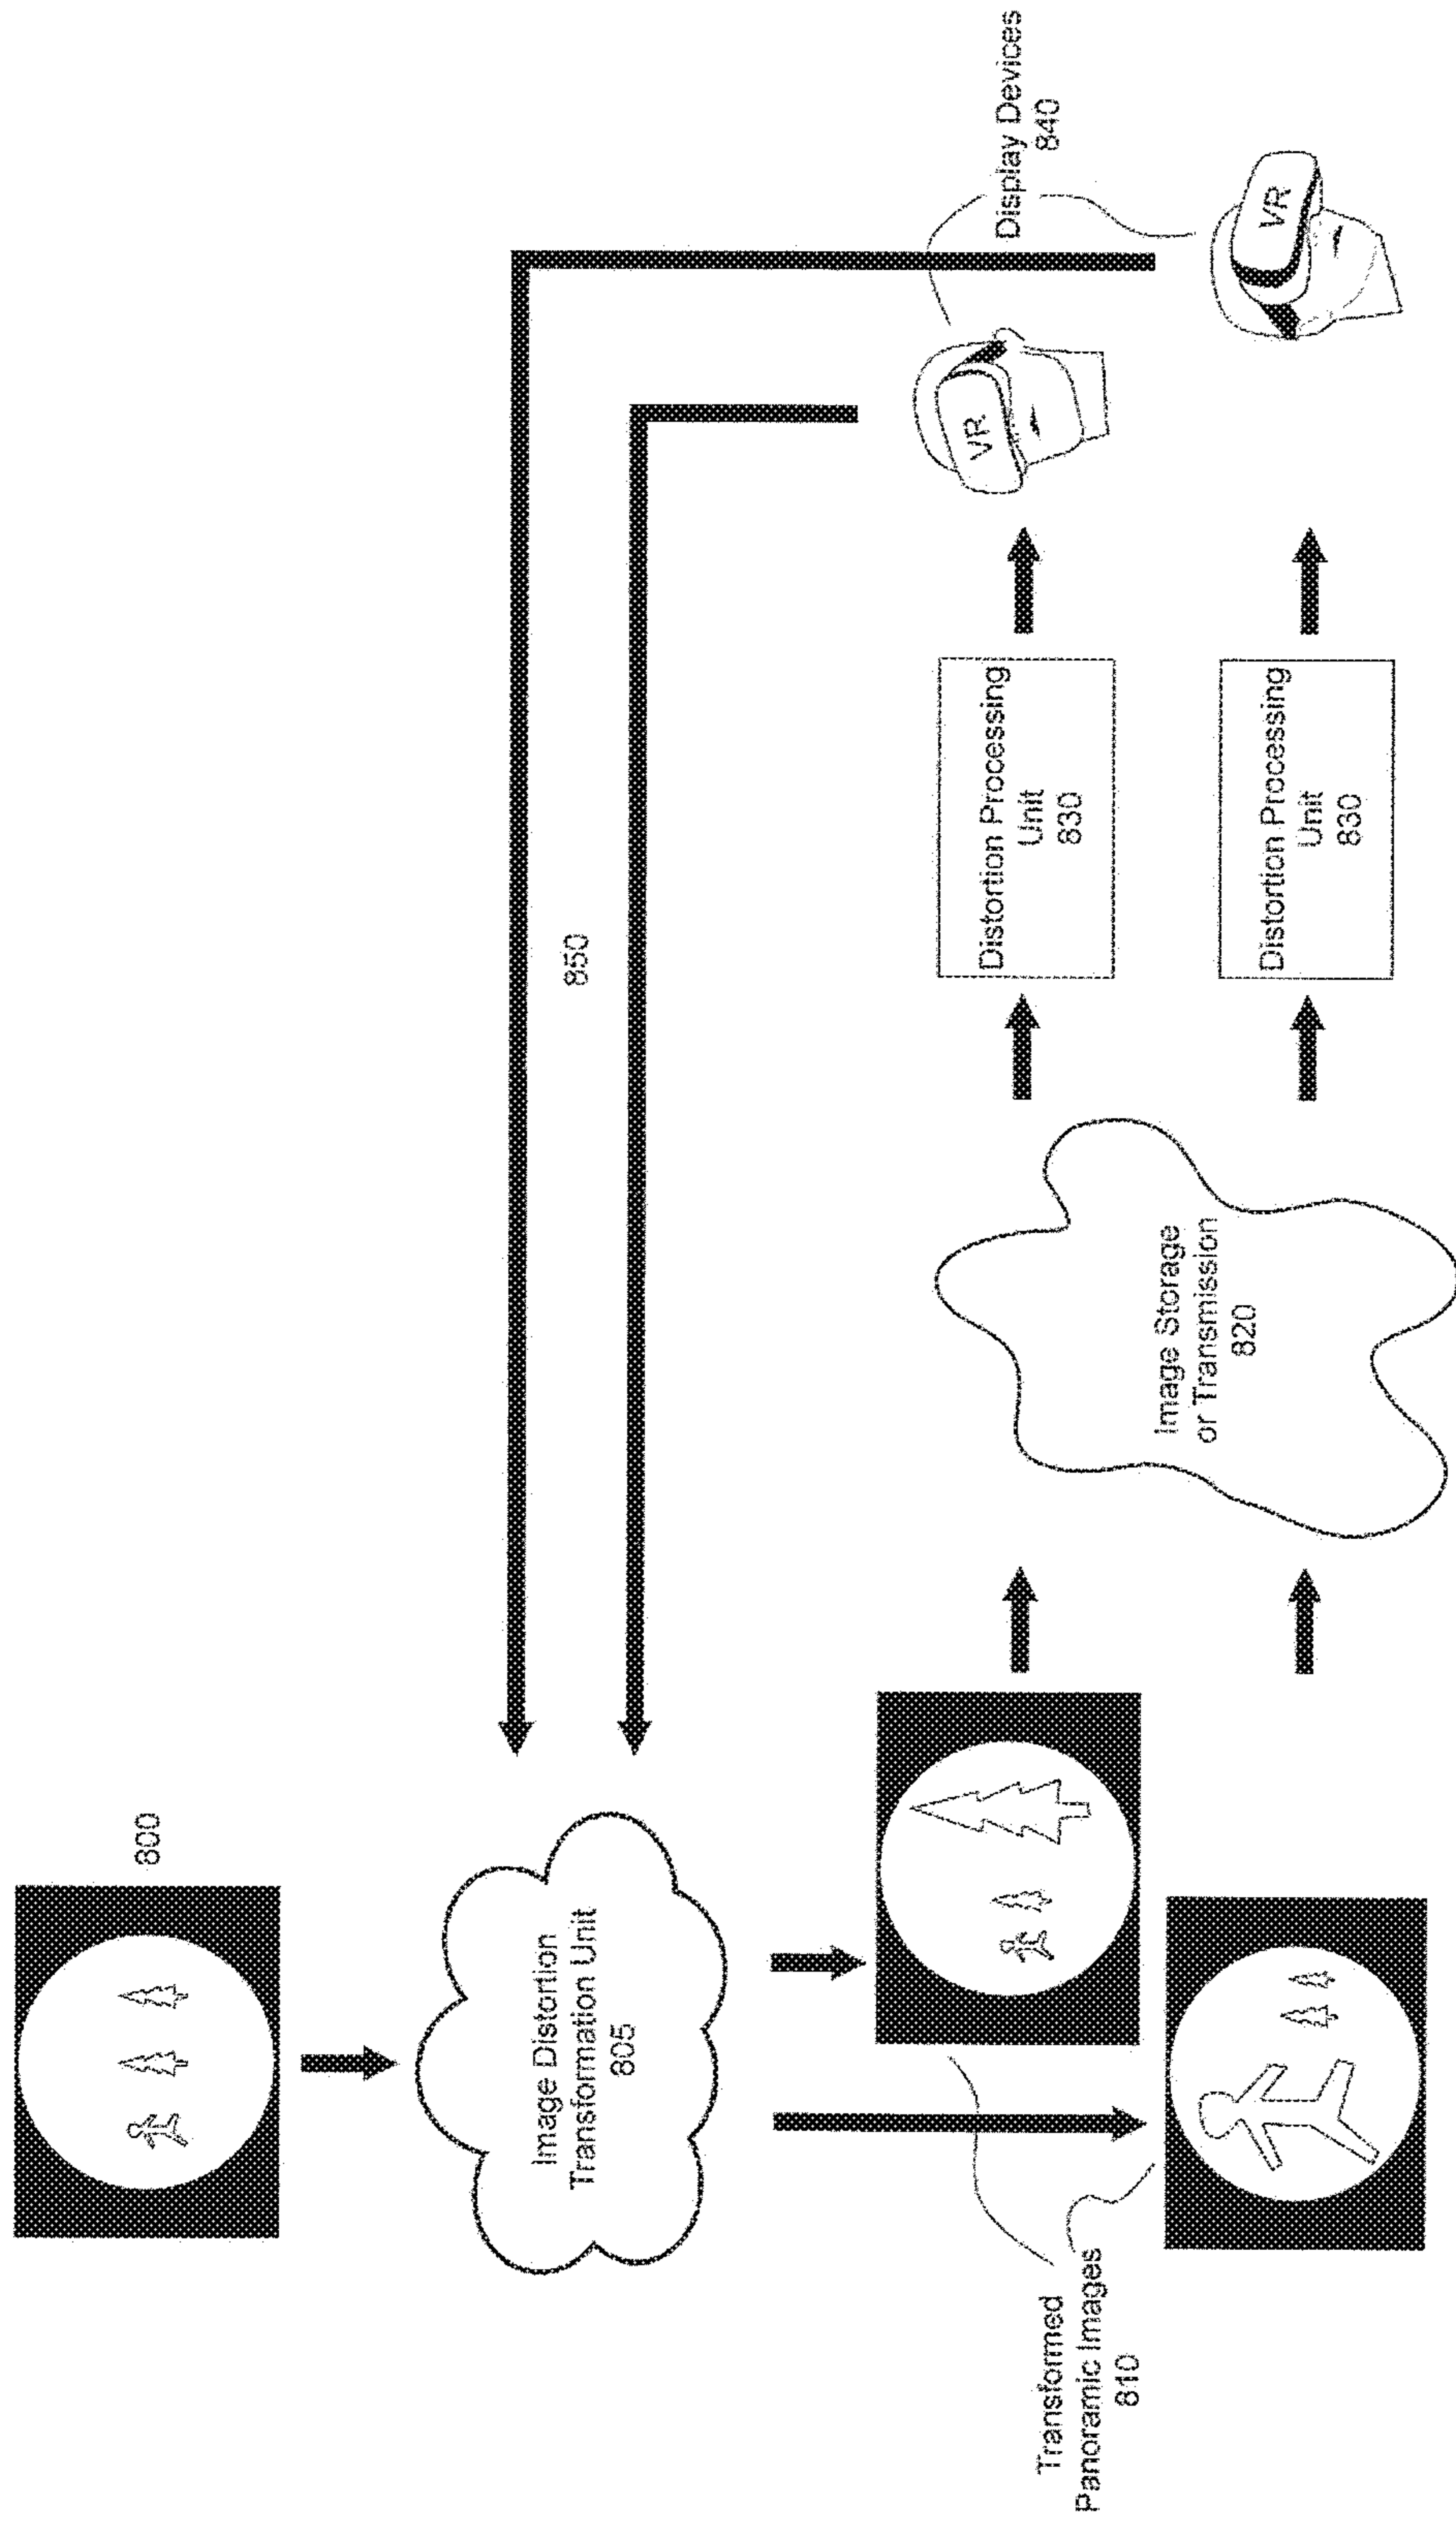 800
Image Distortion
Transformation Unit
805
850
Transformed
Panoramic Images
810
Image Storage
or Transmission
820
Distortion Processing
Unit
830
Distortion Processing
Unit
830
VR
VR
Display Devices
840